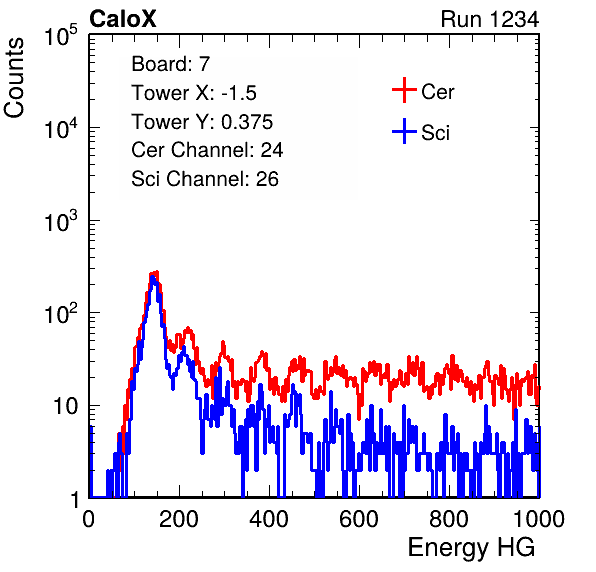 CaloX Run 1234
Counts
10^5
10^4
10^3
10^2
10
1
Board: 7
Tower X: -1.5
Tower Y: 0.375
Cer Channel: 24
Sci Channel: 26
Cer
Sci
0 200 400 600 800 1000
Energy HG